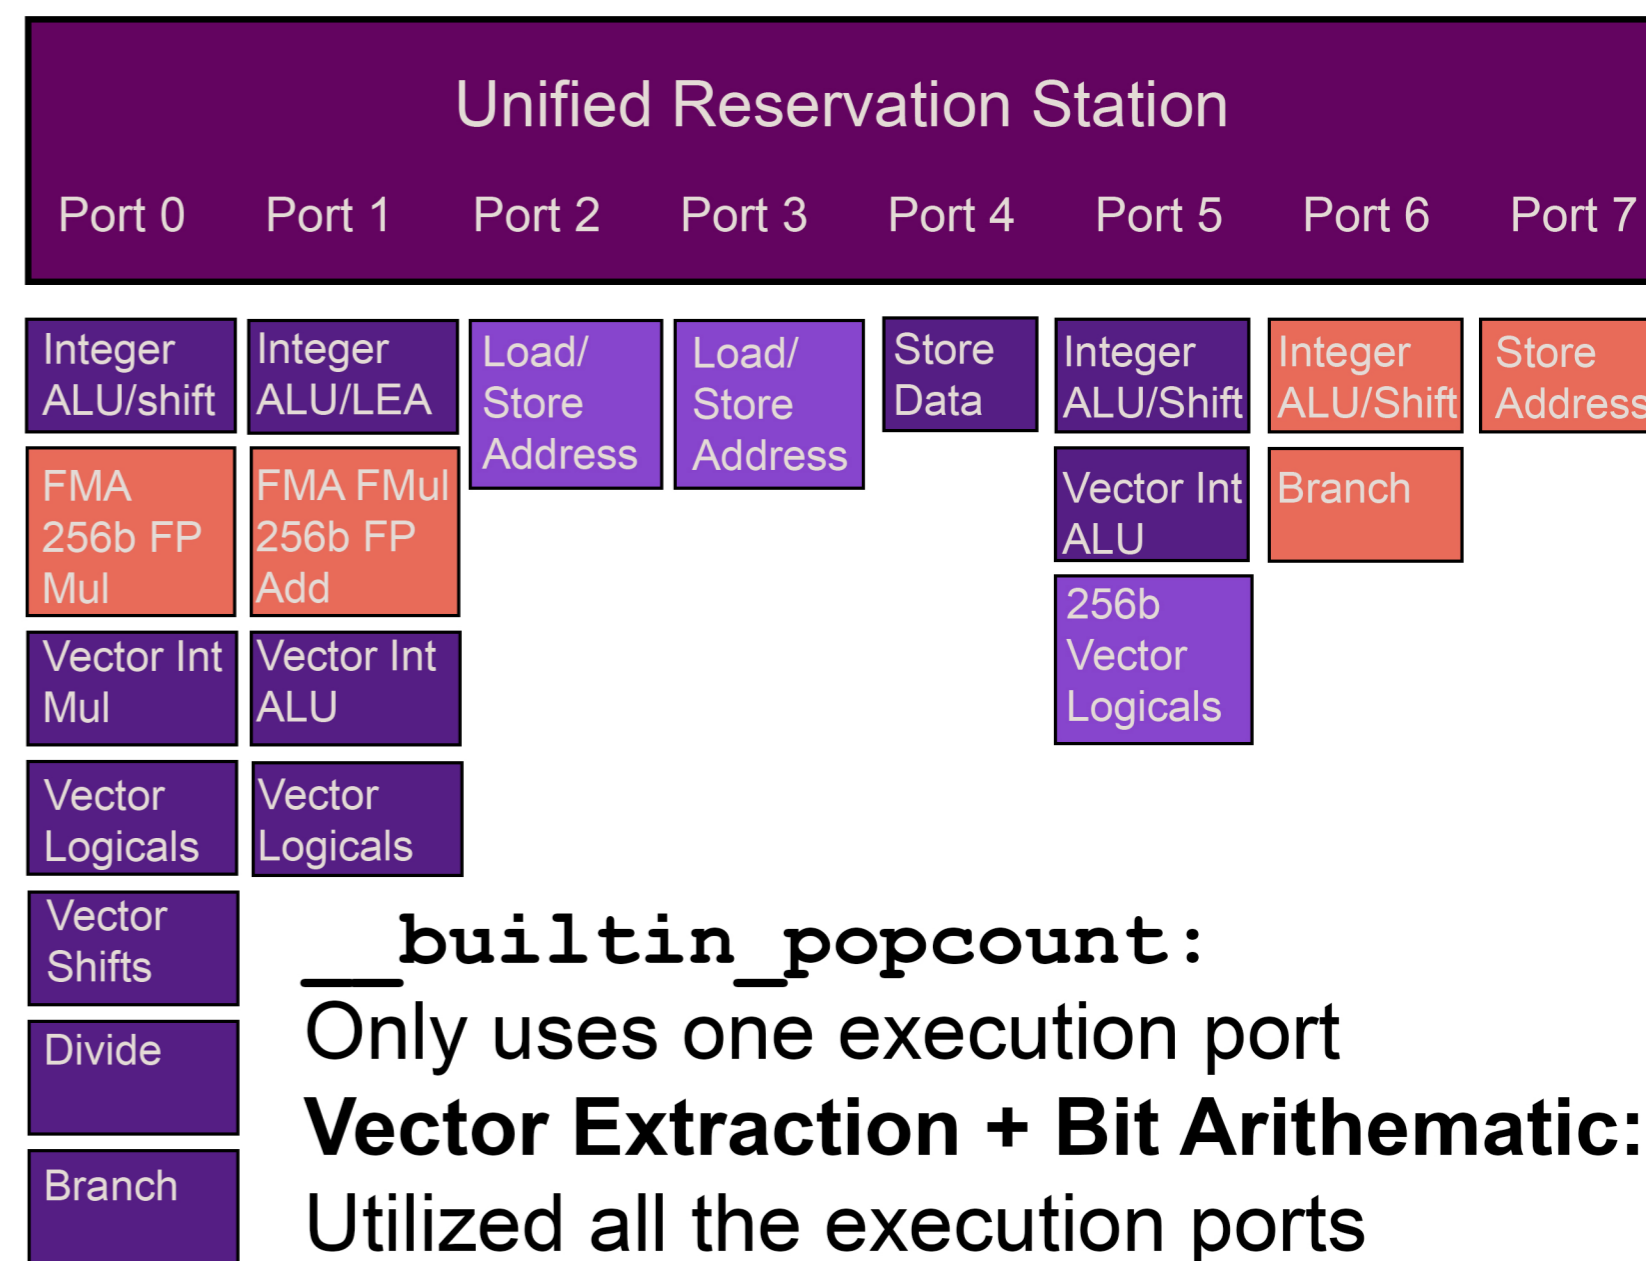 Unified Reservation Station
Port 0 Port 1 Port 2 Port 3 Port 4 Port 5 Port 6 Port 7
Integer
ALU/shift
FMA
256b FP
Mul
Vector Int
Mul
Vector
Logicals
Vector
Shifts
Divide
Branch
Integer
ALU/LEA
FMA FMul
256b FP
Add
Vector Int
ALU
Vector
Logicals
Load/
Store
Address
Load/
Store
Address
Store
Data
Integer
ALU/Shift
Vector Int
ALU
256b
Vector
Logicals
Integer
ALU/Shift
Branch
Store
Address
__builtin_popcount:
Only uses one execution port
Vector Extraction + Bit Arithematic:
Utilized all the execution ports